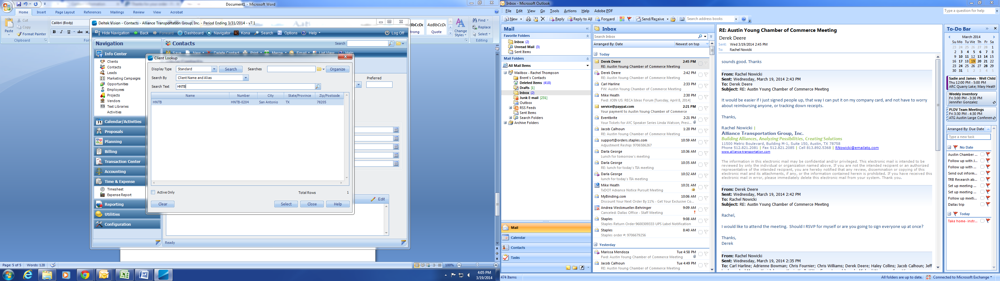 Document1 - Microsoft Word
Home Insert Page Layout References Mailings Review View Acrobat
Paste
Cut
Copy
Format Painter
Clipboard
Calibri (Body)
B I U abc
Quote
Change Styles
Find
Replace
Select
Editing
Deltek Vision - Contacts - Alliance Transportation Group, Inc. - Period Ending 3/31/2014 - v7.1
Hide Navigation Back Forward Dashboard Navigator Kona Search Options Help Log Off
Navigation
Info Center
Clients
Contacts
Leads
Marketing Campaigns
Opportunities
Employees
Projects
Vendors
Text Libraries
Activities
Calendar/Activities
Proposals
Planning
Billing
Transaction Center
Accounting
Time & Expense
Timesheet
Expense Report
Reporting
Utilities
Configuration
Contacts
Search
Save New Delete Contact Print Merge Email List View Help
Preferred
Edit
Ready
Client Lookup
Display Type Standard Search Searches Organize
Search By Client Name and Alias
Search Text HNTB
Name Number City State/Province Zip/Postcode
HNTB HNTB-0204 San Antonio TX 78205
Active Only Total Rows 1
Clear Select Close Help
Page: 5 of 5 Words: 128 100%
4:05 PM
3/19/2014
Inbox - Microsoft Outlook
File Edit View Go Tools Actions Help Adobe PDF
Type a question for help
New Reply Reply to All Forward Send/Receive Search address books
Mail
Favorite Folders
Inbox (2)
Unread Mail (3)
Sent Items
Mail Folders
All Mail Items
Mailbox - Rachel Thompson
Brent's Contacts
Deleted Items (418)
Drafts [1]
Inbox (2)
Junk E-mail [231]
Outbox
RSS Feeds
Sent Items
Search Folders
Archive Folders
Mail
Calendar
Contacts
Tasks
474 Items
Inbox
Search Inbox
Arranged By: Date Newest on top
Today
Derek Deere 2:45 PM
RE: Austin Young Chamber of Commerce Meeting
Derek Deere 2:42 PM
RE: Austin Young Chamber of Commerce Meeting
Carl Harline 2:33 PM
FW: Austin Young Chamber of Commerce Meeting
Mike Heath 2:30 PM
Fwd: JOIN US: RECA Ideas Forum [Tuesday, April 8, 2014]
service@paypal.com 2:21 PM
Your payment to Austin Young Chamber of Commerce
Eventbrite 2:21 PM
Your Tickets for AYC Speaker Series Linda Watson, Presi...
Jacob Calhoun 1:20 PM
RE: Austin Young Chamber of Commerce Meeting
support@orders.staples.com 10:59 AM
Adjustment Reship: 9706586267
Darla George 10:36 AM
Lunch for tomorrow's meeting
Darla George 10:35 AM
RE: lunch for today's TIA meeting
Darla George 10:32 AM
lunch for today's TIA meeting
Mike Heath 10:31 AM
TxDOT Advance Notice Pursuit Meeting
MyBinding.com 10:06 AM
Discount Your Next Order By 11% - Get Your Exclusive Co...
Andrea Weckmueller-Behringer 9:09 AM
Canceled: Dallas Office - Staff Meeting
Staples 9:08 AM
Staples Return Order 9600309333 UPS Label Notification
Staples 8:40 AM
Staples order #: 9706679256
Yesterday
Marissa Mendoza Tue 4:58 PM
Fwd: Austin Young Chamber of Commerce Meeting
Jacob Calhoun Tue 4:49 PM
RE: Austin Young Chamber of Commerce Meeting
RE: Austin Young Chamber of Commerce Meeting
Derek Deere
Sent: Wed 3/19/2014 2:45 PM
To: Rachel Nowicki
sounds good. Thanks
From: Rachel Nowicki
Sent: Wednesday, March 19, 2014 2:43 PM
To: Derek Deere
Subject: RE: Austin Young Chamber of Commerce Meeting
It would be easier if I just signed people up, that way I can put it on my company card, and not have to worry
about reimbursing anyone, or tracking down receipts.
Thanks,
Rachel Nowicki |
Alliance Transportation Group, Inc.
Building Alliances, Analyzing Possibilities, Creating Solutions
11500 Metric Boulevard, Building M-1, Suite 150, Austin, TX 78758
Phone 512.821.2081 | Fax 512.821.2085 | Cell 813.892.5368 | RNowicki@emailatg.com
www.alliance-transportation.com
The information in this electronic mail may be confidential and/or privileged. This electronic mail is intended to be
reviewed by only the individual or organization named above. If you are not the intended recipient or an authorized
representative of the intended recipient, you are hereby notified that any review, dissemination or copying of this
electronic mail and its attachments, if any, or the information contained herein is prohibited. If you have received this
electronic mail in error, please immediately delete this electronic mail from your system. Thank you.
From: Derek Deere
Sent: Wednesday, March 19, 2014 2:42 PM
To: Rachel Nowicki
Subject: RE: Austin Young Chamber of Commerce Meeting
Rachel,
I would like to attend the meeting. Should I RSVP for myself or are you going to sign everyone up at once?
Thanks,
Derek
From: Rachel Nowicki
Sent: Wednesday, March 19, 2014 2:35 PM
To: Carl Harline; Adrienne Bowman; Chris Fournier; Chris Williams; Derek Deere; Haley Collins; Jacob Calhoun; Jeff
All folders are up to date. Connected to Microsoft Exchange
To-Do Bar
March 2014
Su Mo Tu We Th Fr Sa
23 24 25 26 27 28 1
2 3 4 5 6 7 8
9 10 11 12 13 14 15
16 17 18 19 20 21 22
23 24 25 26 27 28 29
30 31 1 2 3 4 5
Sadie and James - Well Child
Thu 12:00 PM - 5:00 PM
ARC Quarry Lake; Mary Heath
Weekly inventory
Fri 3:00 PM - 3:30 PM
Jennifer Gonzalez
PLDV Team Meetings
Fri 3:30 PM - 4:30 PM
ATG Austin Large Conferen
Arranged By: Due Date
Type a new task
No Date
Austin Chamber ...
Follow up with J...
Follow up with ...
Send out inform...
TRB Research ab...
Set up meeting ...
Set up meeting ...
Follow up meeti...
Dallas trip
Today
Take home- instr...